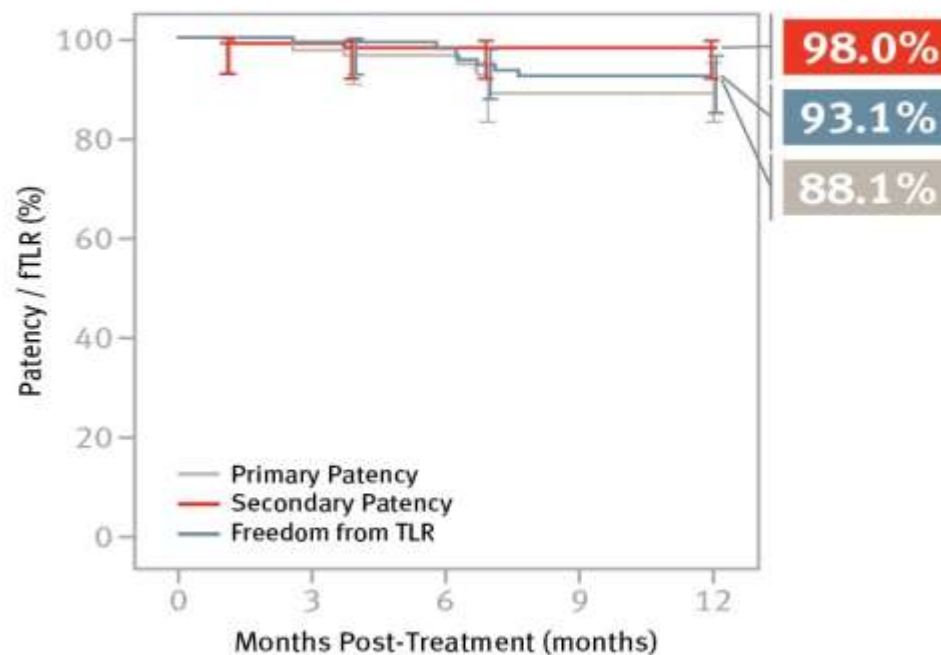 Patency / fTLR (%)
100
80
60
40
20
0
98.0%
93.1%
88.1%
Primary Patency
Secondary Patency
Freedom from TLR
0 3 6 9 12
Months Post-Treatment (months)